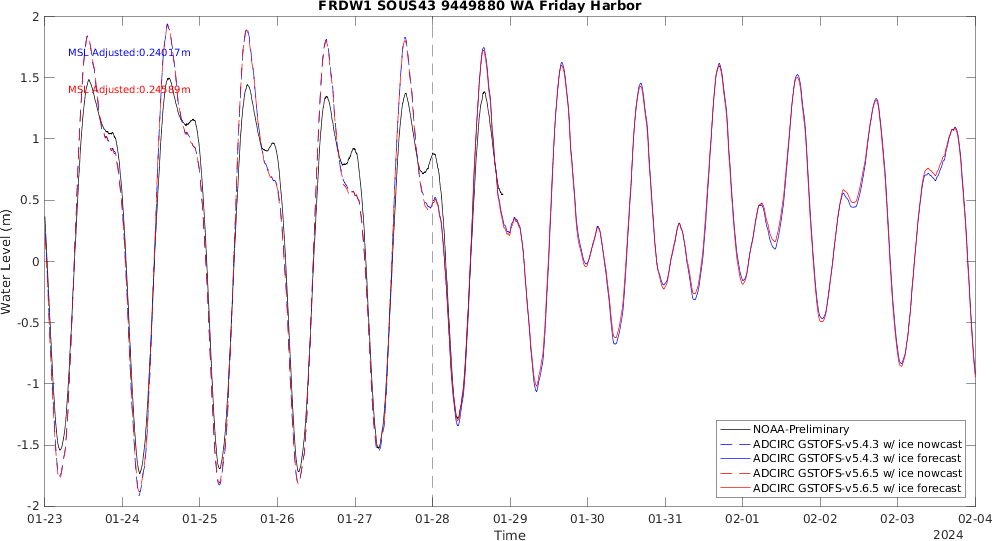 FRDW1 SOUS43 9449880 WA Friday Harbor
MSL Adjusted:0.24017m
MSL Adjusted:0.24589m
Water Level (m)
2
1.5
1
0.5
0
-0.5
-1
-1.5
-2
NOAA-Preliminary
ADCIRC GSTOFS-v5.4.3 w/ ice nowcast
ADCIRC GSTOFS-v5.4.3 w/ ice forecast
ADCIRC GSTOFS-v5.6.5 w/ ice nowcast
ADCIRC GSTOFS-v5.6.5 w/ ice forecast
01-23 01-24 01-25 01-26 01-27 01-28 01-29 01-30 01-31 02-01 02-02 02-03 02-04
Time
2024